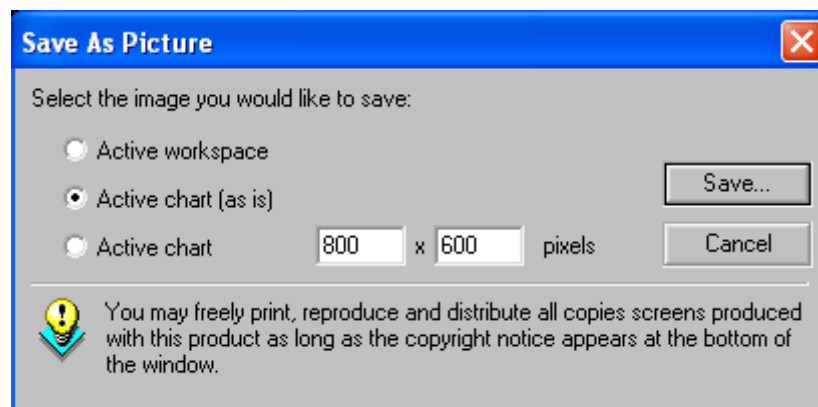 Save As Picture
Select the image you would like to save:
Active workspace
Active chart (as is)
Save...
Active chart 800 x 600 pixels Cancel
You may freely print, reproduce and distribute all copies screens produced
with this product as long as the copyright notice appears at the bottom of
the window.